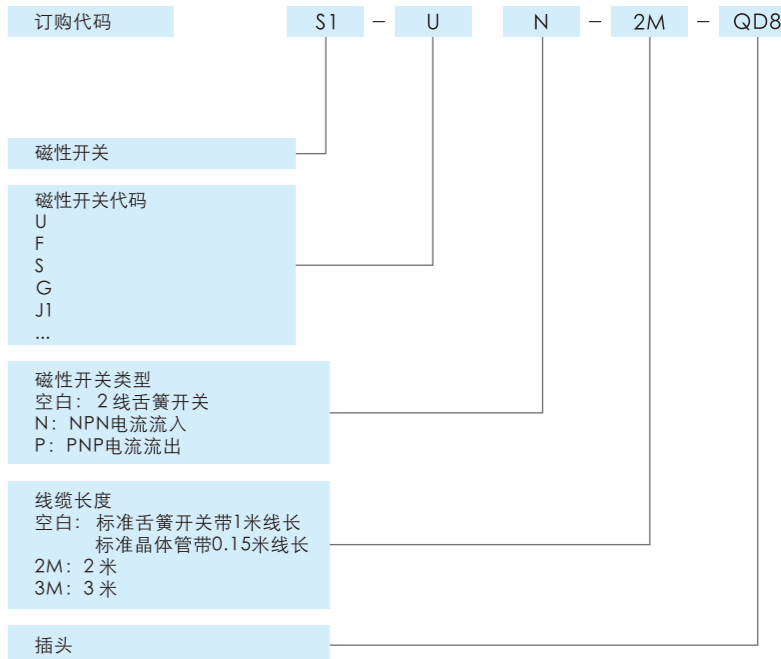 订购代码 S1 – U N – 2M – QD8
磁性开关
磁性开关代码
U
F
S
G
J1
...
磁性开关类型
空白：2线舌簧开关
N：NPN电流流入
P：PNP电流流出
线缆长度
空白：标准舌簧开关带1米线长
标准晶体管带0.15米线长
2M：2米
3M：3米
插头